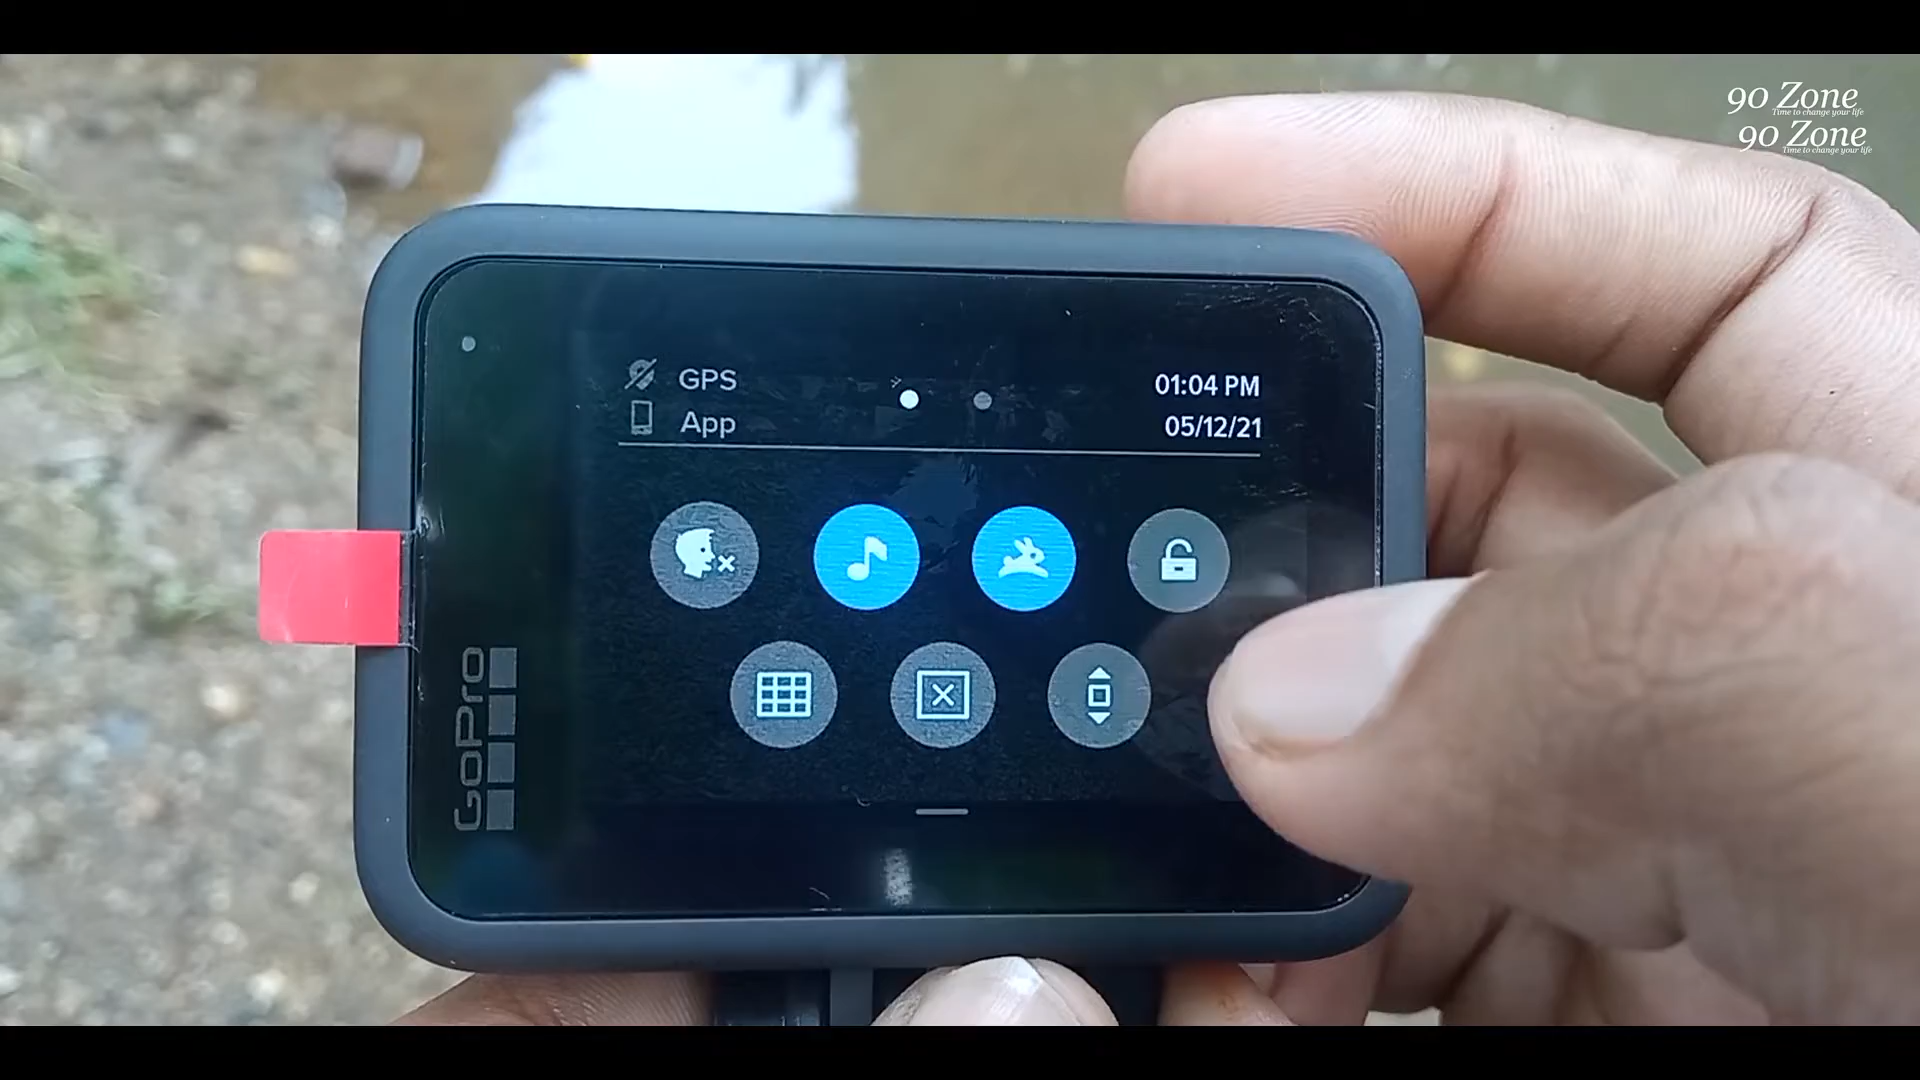 90 Zone
Time to change your life
90 Zone
Time to change your life
GPS
01:04 PM
App
05/12/21
GoPro